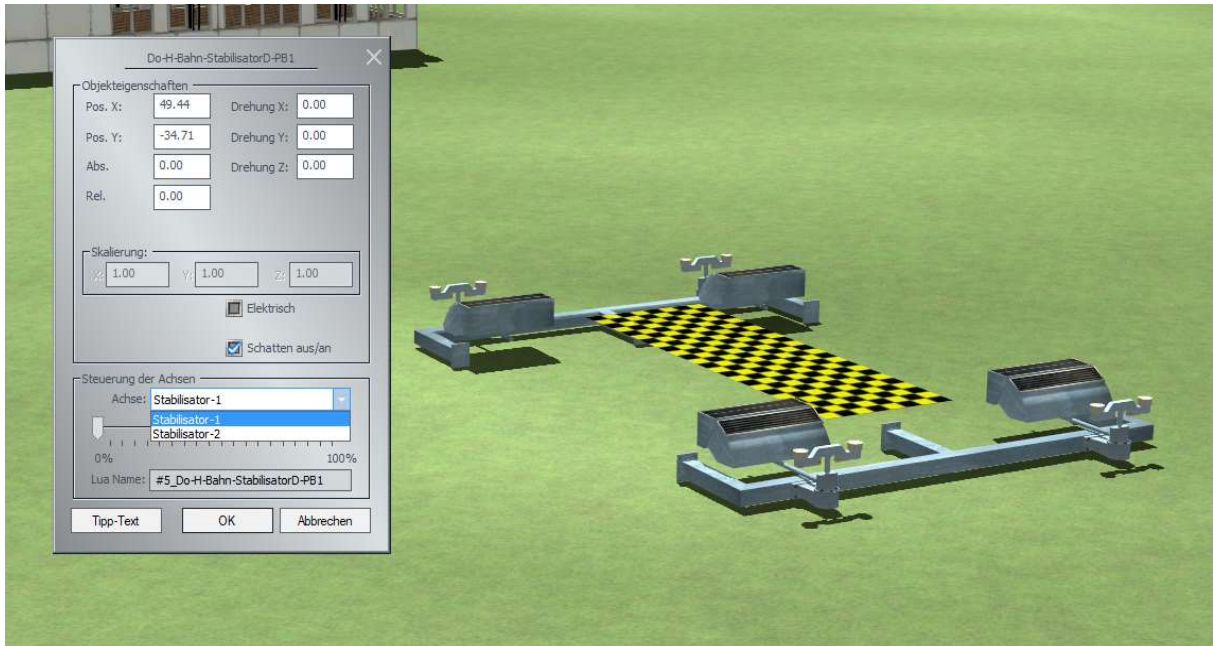 Do-H-Bahn-StabilisatorD-PB1
Objekteigenschaften
Pos. X: 49.44 Drehung X: 0.00
Pos. Y: -34.71 Drehung Y: 0.00
Abs. 0.00 Drehung Z: 0.00
Rel. 0.00
Skalierung:
X: 1.00 Y: 1.00 Z: 1.00
Elektrisch
Schatten aus/an
Steuerung der Achsen
Achse: Stabilisator-1
Stabilisator-1
Stabilisator-2
0% 100%
Lua Name: #5_Do-H-Bahn-StabilisatorD-PB1
Tipp-Text OK Abbrechen